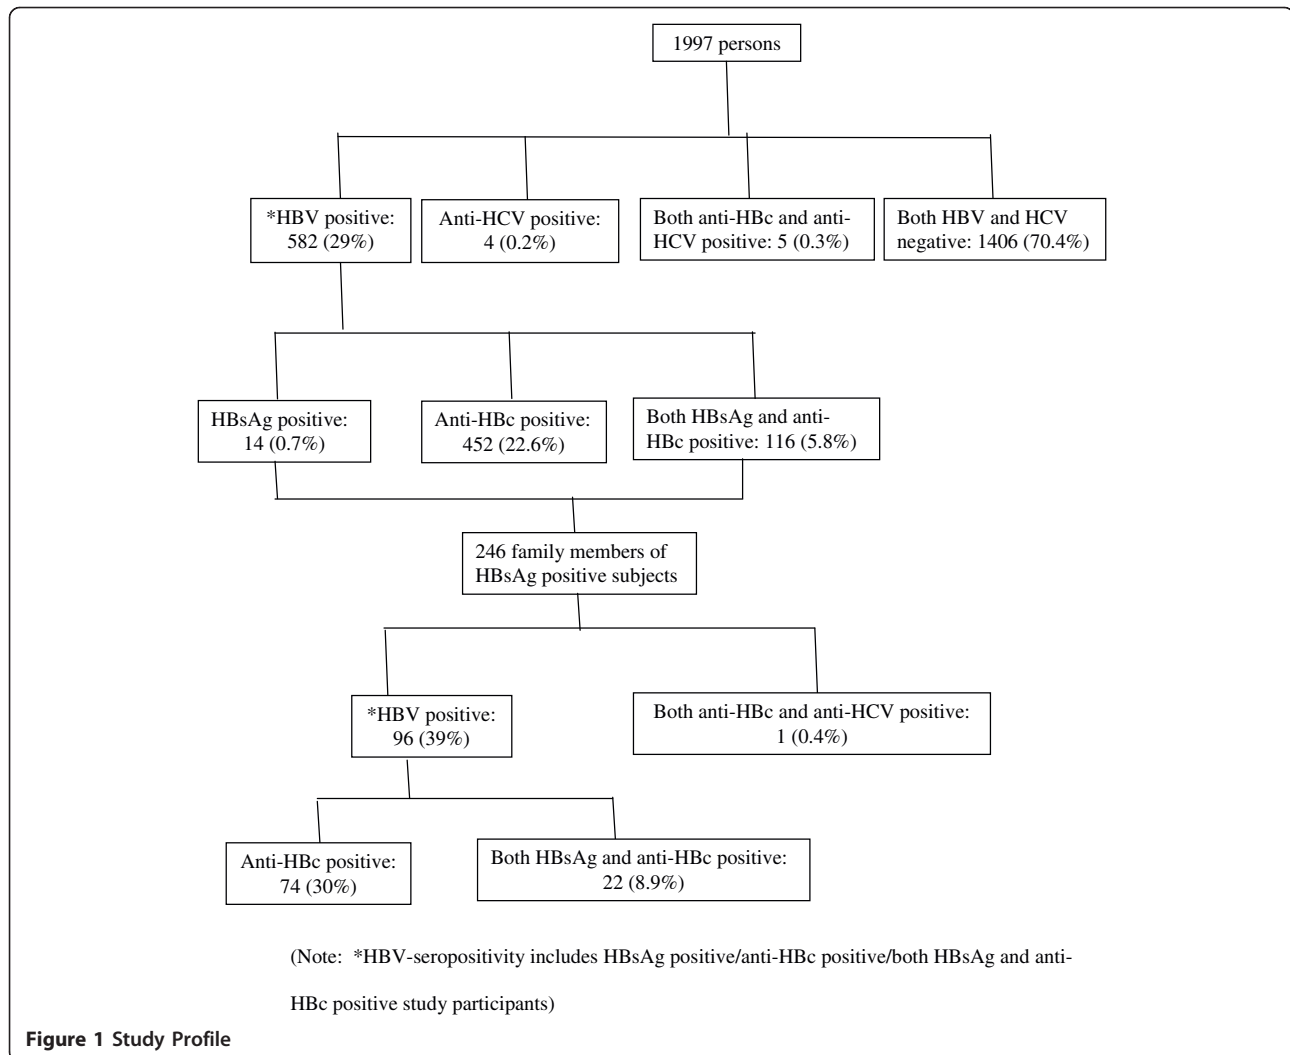 1997 persons
*HBV positive:
582 (29%)
Anti-HCV positive:
4 (0.2%)
Both anti-HBc and anti-
HCV positive: 5 (0.3%)
Both HBV and HCV
negative: 1406 (70.4%)
HBsAg positive:
14 (0.7%)
Anti-HBc positive:
452 (22.6%)
Both HBsAg and anti-
HBc positive: 116 (5.8%)
246 family members of
HBsAg positive subjects
*HBV positive:
96 (39%)
Both anti-HBc and anti-HCV positive:
1 (0.4%)
Anti-HBc positive:
74 (30%)
Both HBsAg and anti-HBc positive:
22 (8.9%)
(Note:  *HBV-seropositivity includes HBsAg positive/anti-HBc positive/both HBsAg and anti-
HBc positive study participants)
Figure 1 Study Profile